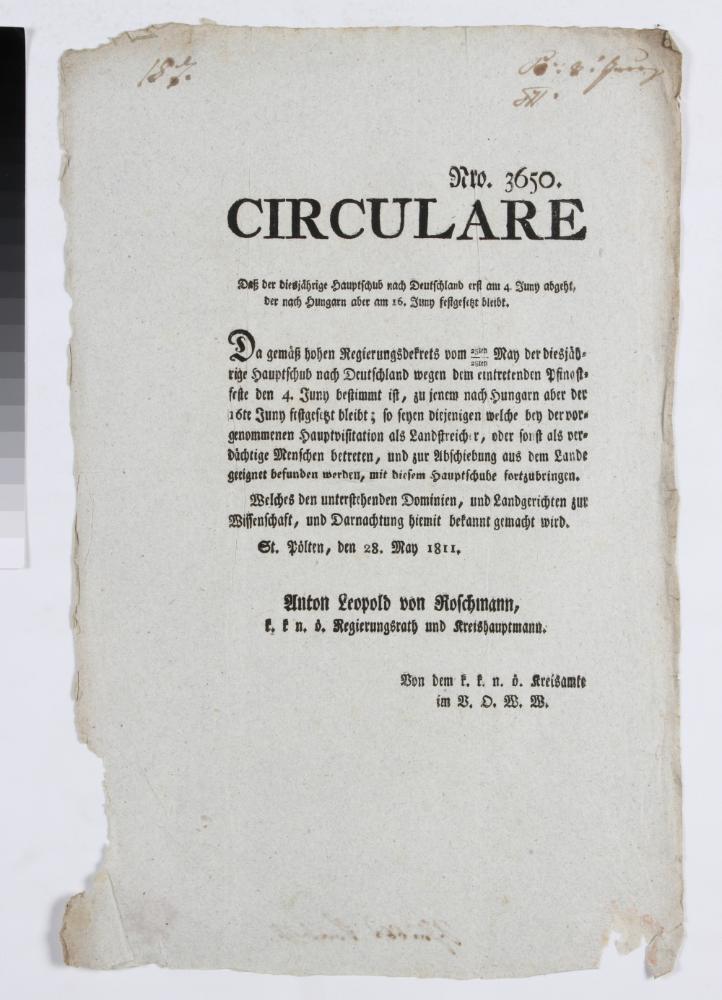 Nro. 3650.
CIRCULARE
Daß der diesjährige Hauptschub nach Deutschland erst am 4. Juny abgeht,
der nach Hungarn aber am 16. Juny festgesetzt bleibt.
Da gemäß hohen Regierungsdekrets vom May der diesjäh-
rige Hauptschub nach Deutschland wegen dem eintretenden Pfingst-
feste den 4. Juny bestimmt ist, zu jenem nach Hungarn aber der
16te Juny festgesetzt bleibt; so seyen diejenigen welche bey der vor-
genommenen Hauptvisitation als Landstreicher, oder sonst als ver-
dächtige Menschen betreten, und zur Abschiebung aus dem Lande
geeignet befunden werden, mit diesem Hauptschube fortzubringen.
Welches den unterstehenden Dominien, und Landgerichten zur
Wissenschaft, und Darnachtung hiemit bekannt gemacht wird.
St. Pölten, den 28. May 1811.
Anton Leopold von Roschmann,
k. k n. ö. Regierungsrath und Kreishauptmann.
Von dem k. k. n. ö. Kreisamte
im V. O. W. W.